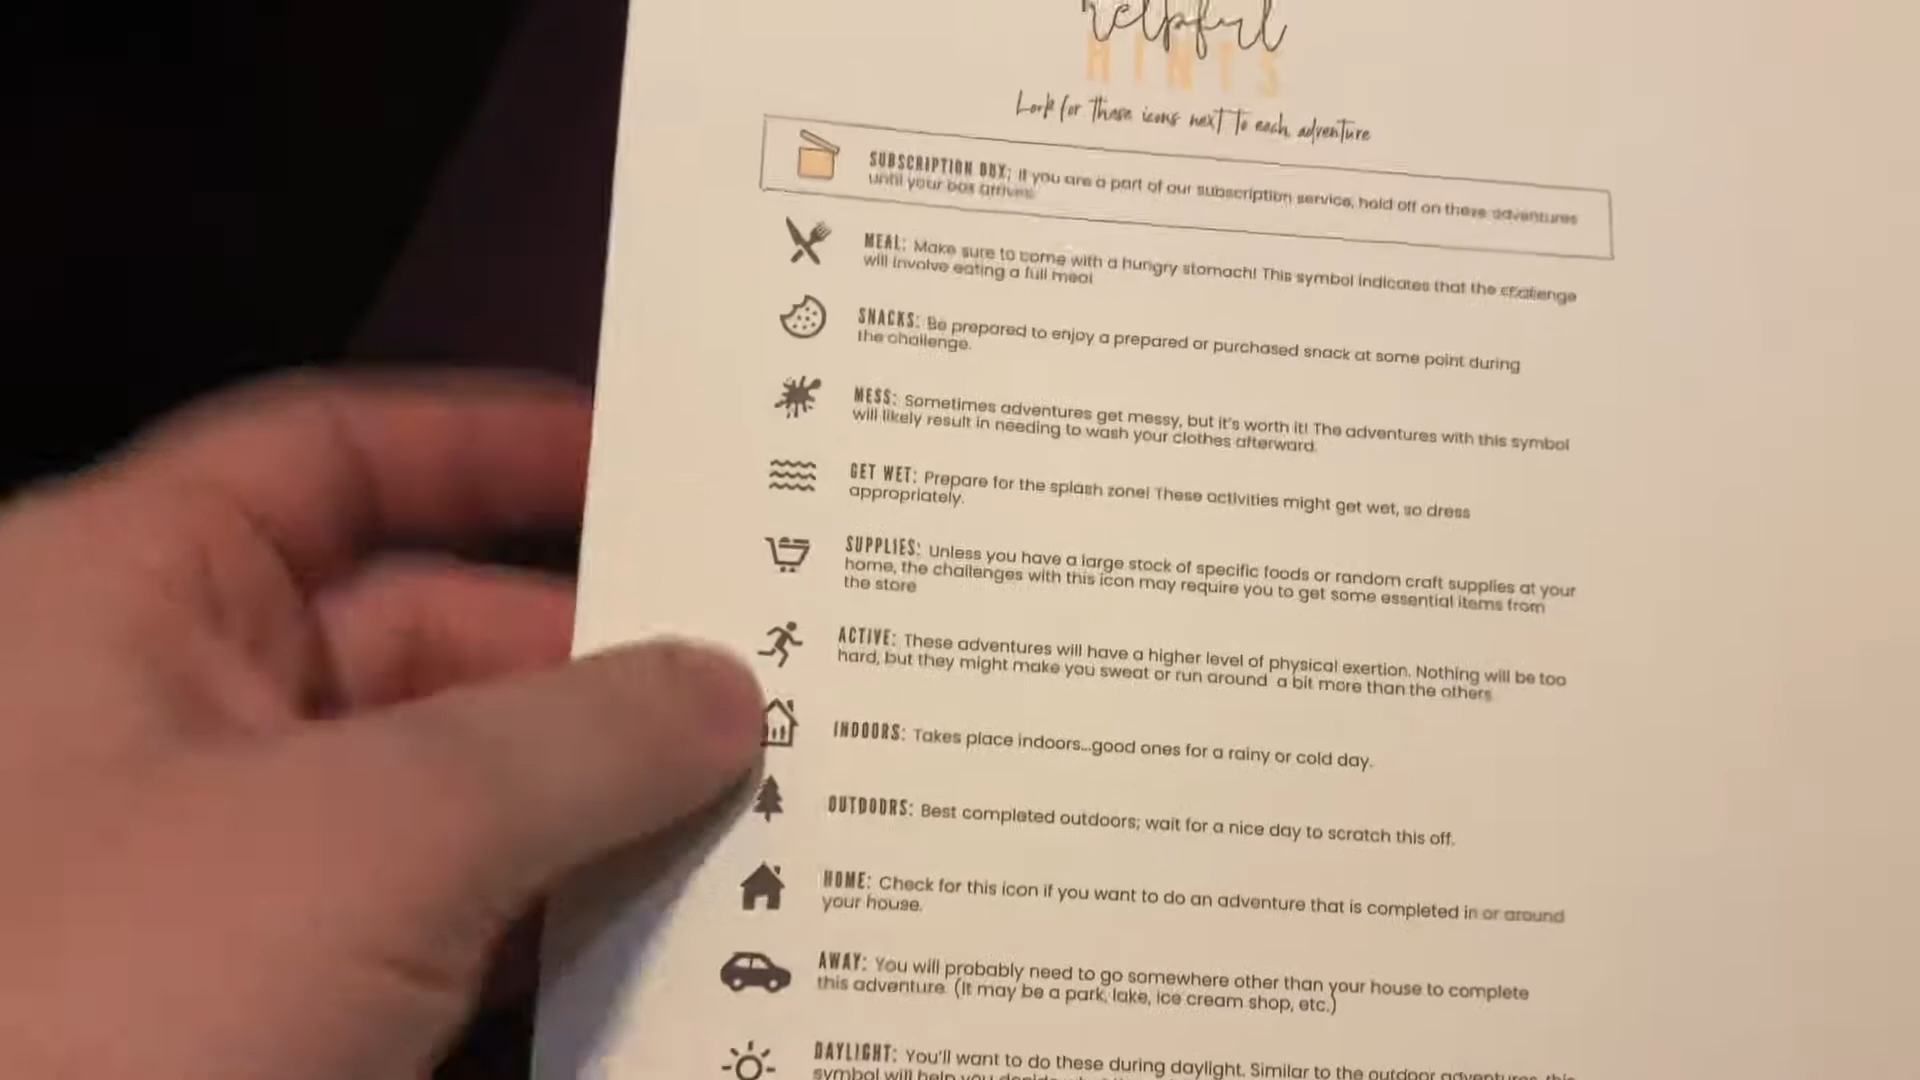 helpful
HINTS
Look for these icons next to each adventure
SUBSCRIPTION BOX: If you are a part of our subscription service, hold off on these adventures
until your box arrives.
MEAL: Make sure to come with a hungry stomach! This symbol indicates that the challenge
will involve eating a full meal
SNACKS: Be prepared to enjoy a prepared or purchased snack at some point during
the challenge.
MESS: Sometimes adventures get messy, but it's worth it! The adventures with this symbol
will likely result in needing to wash your clothes afterward.
GET WET: Prepare for the splash zone! These activities might get wet, so dress
appropriately.
SUPPLIES: Unless you have a large stock of specific foods or random craft supplies at your
home, the challenges with this icon may require you to get some essential items from
the store
ACTIVE: These adventures will have a higher level of physical exertion. Nothing will be too
hard, but they might make you sweat or run around a bit more than the others.
INDOORS: Takes place indoors...good ones for a rainy or cold day.
OUTDOORS: Best completed outdoors; wait for a nice day to scratch this off.
HOME: Check for this icon if you want to do an adventure that is completed in or around
your house.
AWAY: You will probably need to go somewhere other than your house to complete
this adventure. (It may be a park, lake, ice cream shop, etc.)
DAYLIGHT: You'll want to do these during daylight. Similar to the outdoor adventures, this
symbol will help you